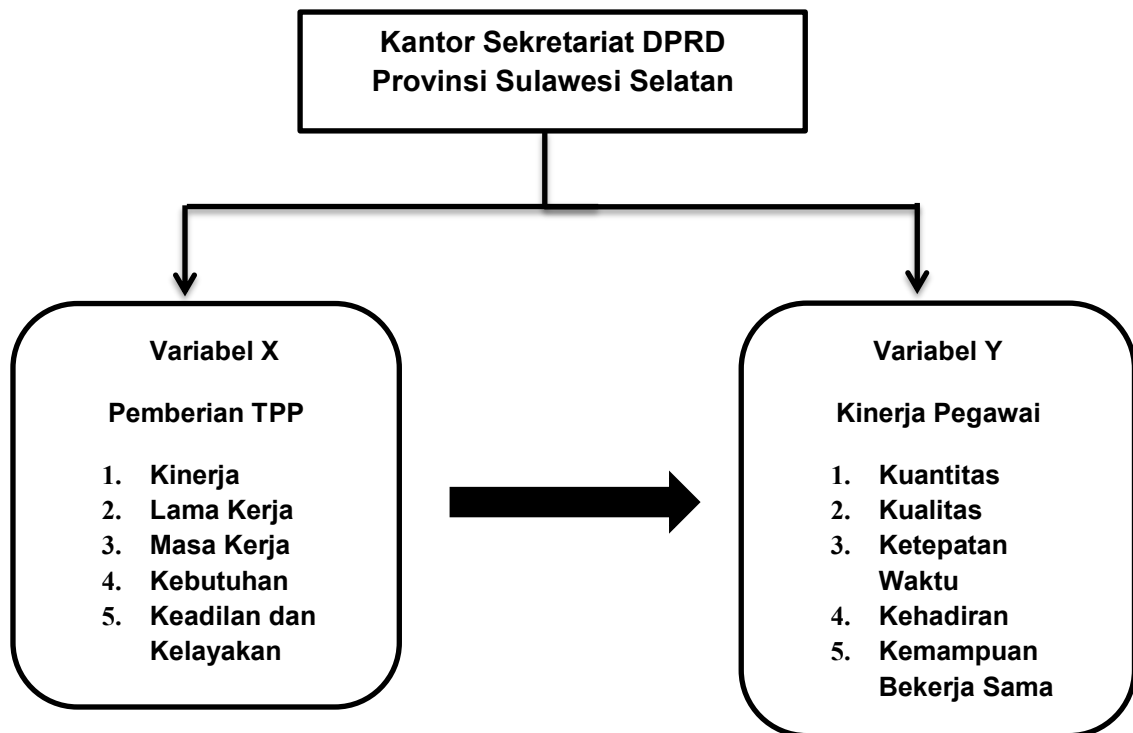 Kantor Sekretariat DPRD
Provinsi Sulawesi Selatan
Variabel X
Pemberian TPP
1. Kinerja
2. Lama Kerja
3. Masa Kerja
4. Kebutuhan
5. Keadilan dan
Kelayakan
Variabel Y
Kinerja Pegawai
1. Kuantitas
2. Kualitas
3. Ketepatan
Waktu
4. Kehadiran
5. Kemampuan
Bekerja Sama